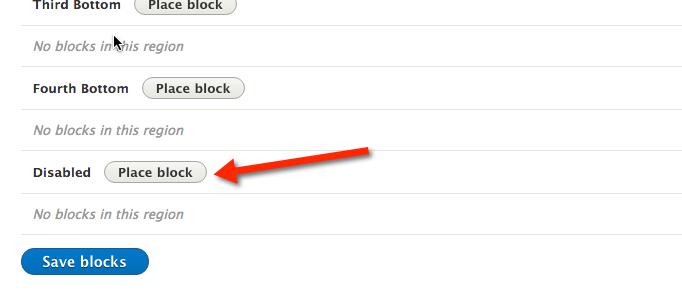 Third Bottom Place block
No blocks in this region
Fourth Bottom Place block
No blocks in this region
Disabled Place block
No blocks in this region
Save blocks